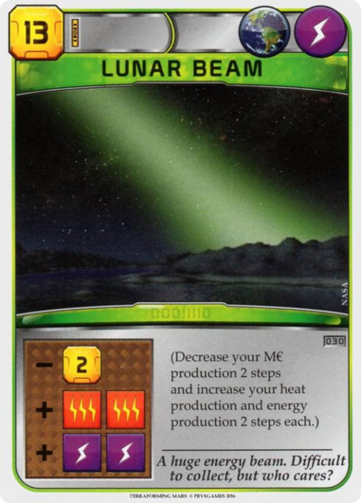 13
LUNAR BEAM
NASA
00011110
030
- 2
+
+
(Decrease your M€
production 2 steps
and increase your heat
production and energy
production 2 steps each.)
A huge energy beam. Difficult
to collect, but who cares?
TERRAFORMING MARS © FRYXGAMES 2016